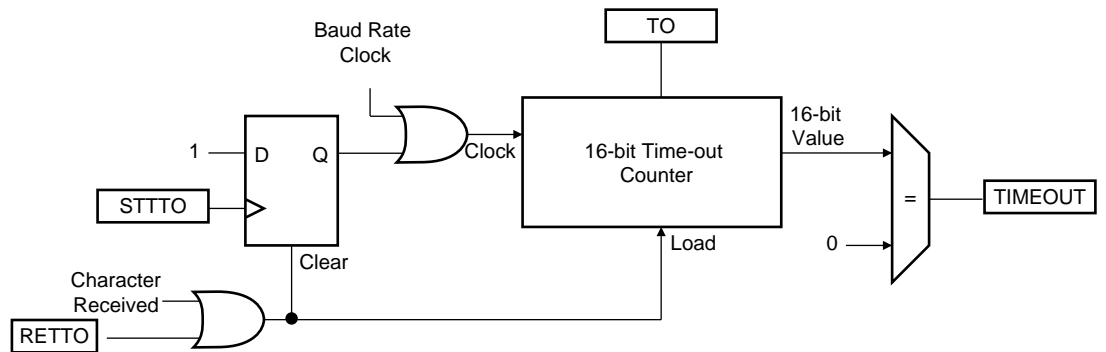 Baud Rate
Clock
TO
1
D
Q
Clock
16-bit Time-out
Counter
16-bit
Value
=
TIMEOUT
STTTO
0
Clear
Load
Character
Received
RETTO